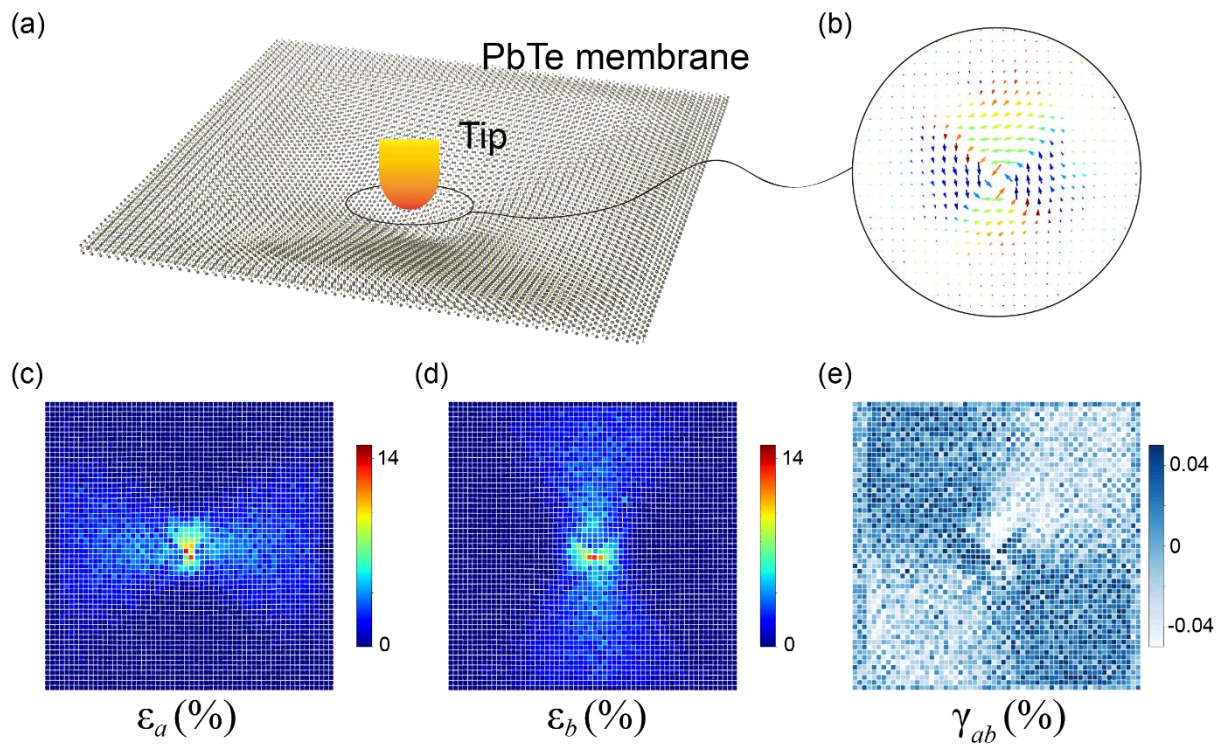 (a)
PbTe membrane
Tip
(b)
(c)
14
0
εa (%)
(d)
14
0
εb (%)
(e)
0.04
0
-0.04
γab (%)